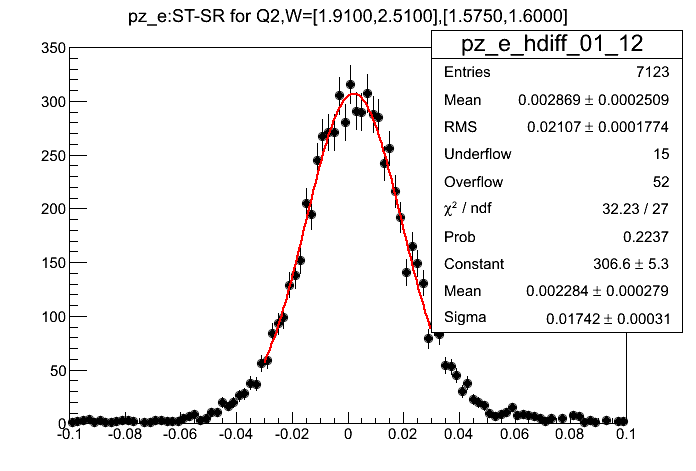 pz_e:ST-SR for Q2,W=[1.9100,2.5100],[1.5750,1.6000]
pz_e_hdiff_01_12
Entries 7123
Mean 0.002869 ± 0.0002509
RMS 0.02107 ± 0.0001774
Underflow 15
Overflow 52
χ² / ndf 32.23 / 27
Prob 0.2237
Constant 306.6 ± 5.3
Mean 0.002284 ± 0.000279
Sigma 0.01742 ± 0.00031
350
300
250
200
150
100
50
0
-0.1 -0.08 -0.06 -0.04 -0.02 0 0.02 0.04 0.06 0.08 0.1